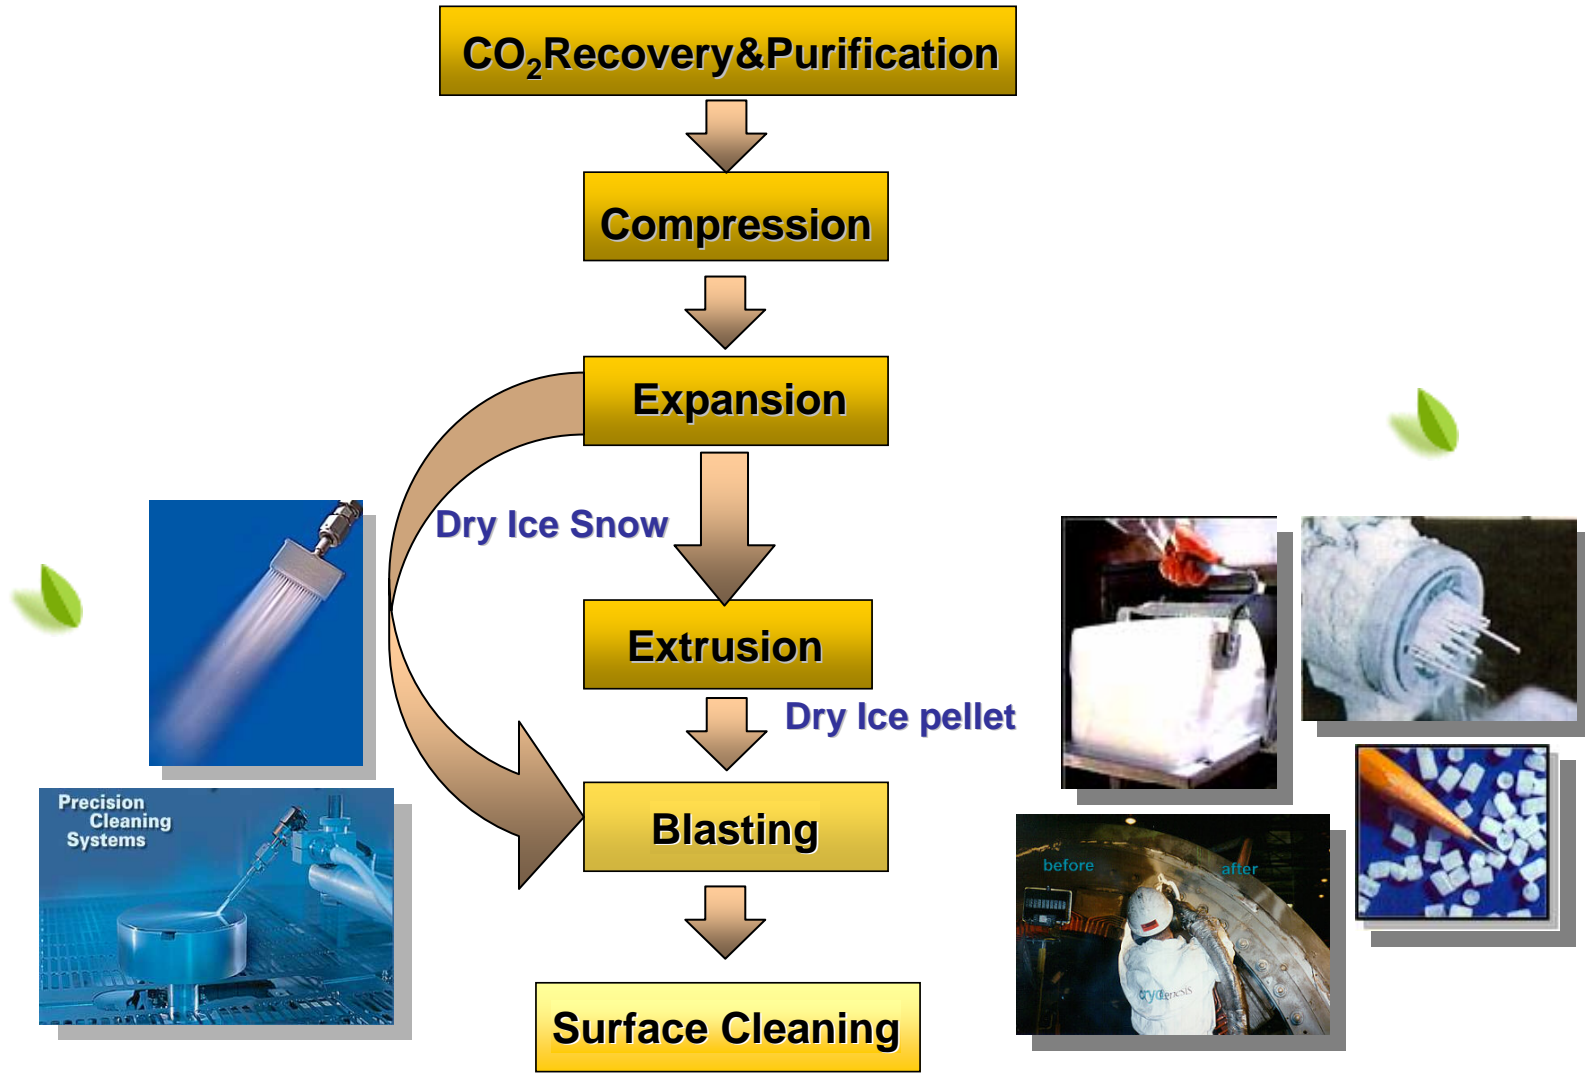 CO₂Recovery&Purification
Compression
Expansion
Dry Ice Snow
Extrusion
Dry Ice pellet
Blasting
Surface Cleaning
Precision
Cleaning
Systems
before
after
cryogenesis